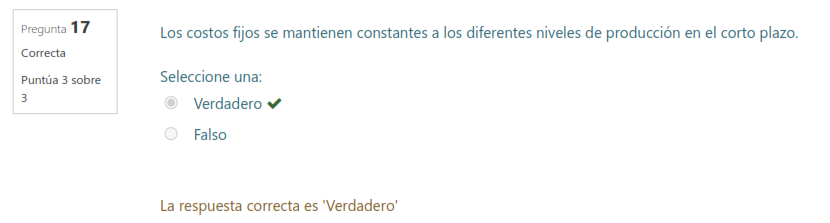 Pregunta 17
Correcta
Puntúa 3 sobre
3
Los costos fijos se mantienen constantes a los diferentes niveles de producción en el corto plazo.
Seleccione una:
Verdadero
Falso
La respuesta correcta es 'Verdadero'